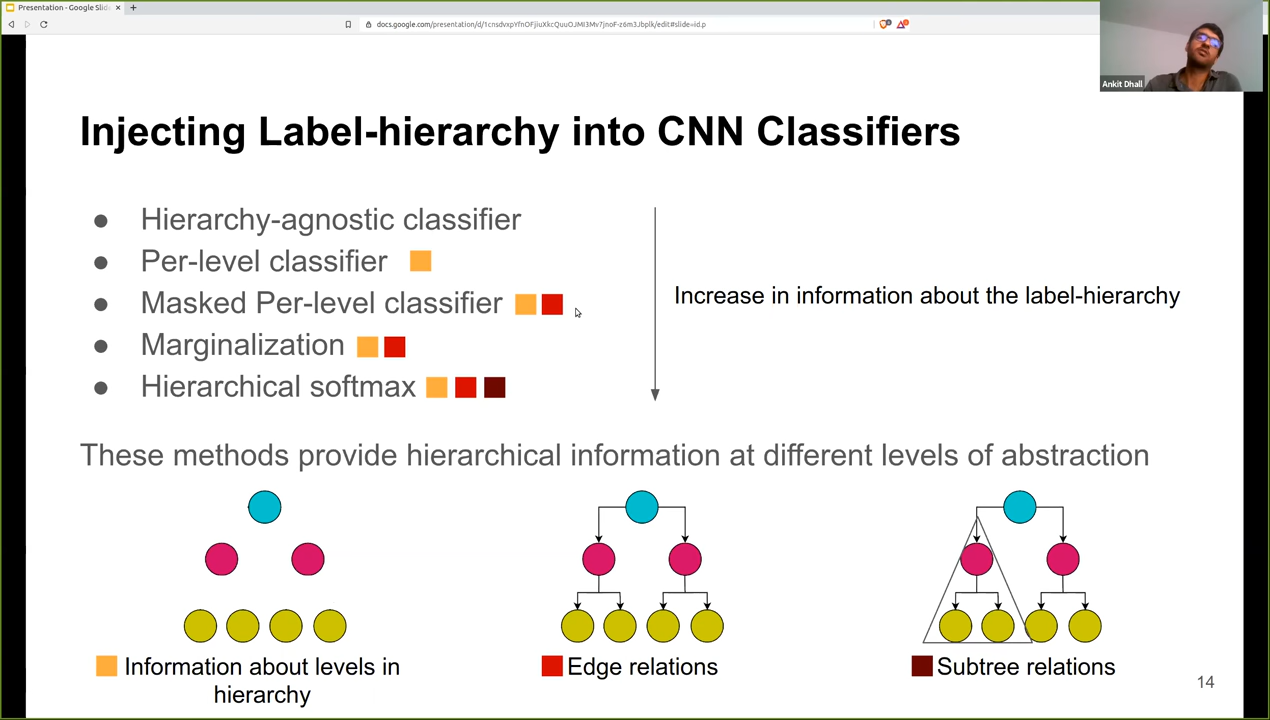 Presentation - Google Slid
docs.google.com/presentation/d/1cnsdvxpYfnOFjiuXkcQuuOJMI3Mv7jnoF-z6m3Jbplk/edit#slide=id.p
Ankit Dhall
Injecting Label-hierarchy into CNN Classifiers
● Hierarchy-agnostic classifier
● Per-level classifier
● Masked Per-level classifier
● Marginalization
● Hierarchical softmax
Increase in information about the label-hierarchy
These methods provide hierarchical information at different levels of abstraction
Information about levels in
hierarchy
Edge relations
Subtree relations
14